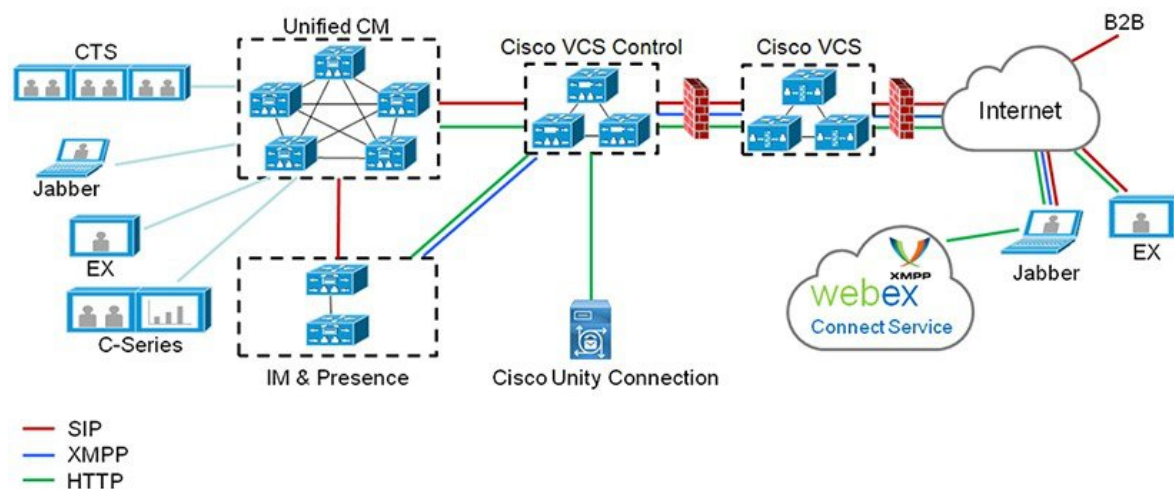 Unified CM
CTS
Cisco VCS Control
Cisco VCS
B2B
Internet
Jabber
EX
C-Series
IM & Presence
Cisco Unity Connection
XMPP
webex
Connect Service
Jabber
EX
SIP
XMPP
HTTP